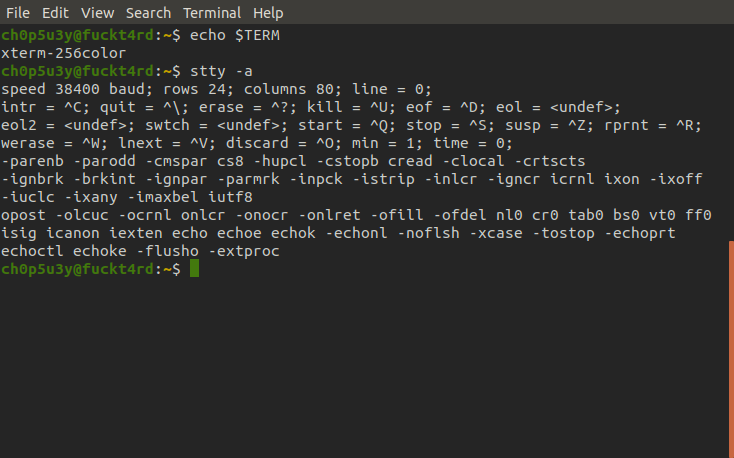 File Edit View Search Terminal Help
ch0p5u3y@fuckt4rd:~$ echo $TERM
xterm-256color
ch0p5u3y@fuckt4rd:~$ stty -a
speed 38400 baud; rows 24; columns 80; line = 0;
intr = ^C; quit = ^\; erase = ^?; kill = ^U; eof = ^D; eol = <undef>;
eol2 = <undef>; swtch = <undef>; start = ^Q; stop = ^S; susp = ^Z; rprnt = ^R;
werase = ^W; lnext = ^V; discard = ^O; min = 1; time = 0;
-parenb -parodd -cmspar cs8 -hupcl -cstopb cread -clocal -crtscts
-ignbrk -brkint -ignpar -parmrk -inpck -istrip -inlcr -igncr icrnl ixon -ixoff
-iuclc -ixany -imaxbel iutf8
opost -olcuc -ocrnl onlcr -onocr -onlret -ofill -ofdel nl0 cr0 tab0 bs0 vt0 ff0
isig icanon iexten echo echoe echok -echonl -noflsh -xcase -tostop -echoprt
echoctl echoke -flusho -extproc
ch0p5u3y@fuckt4rd:~$